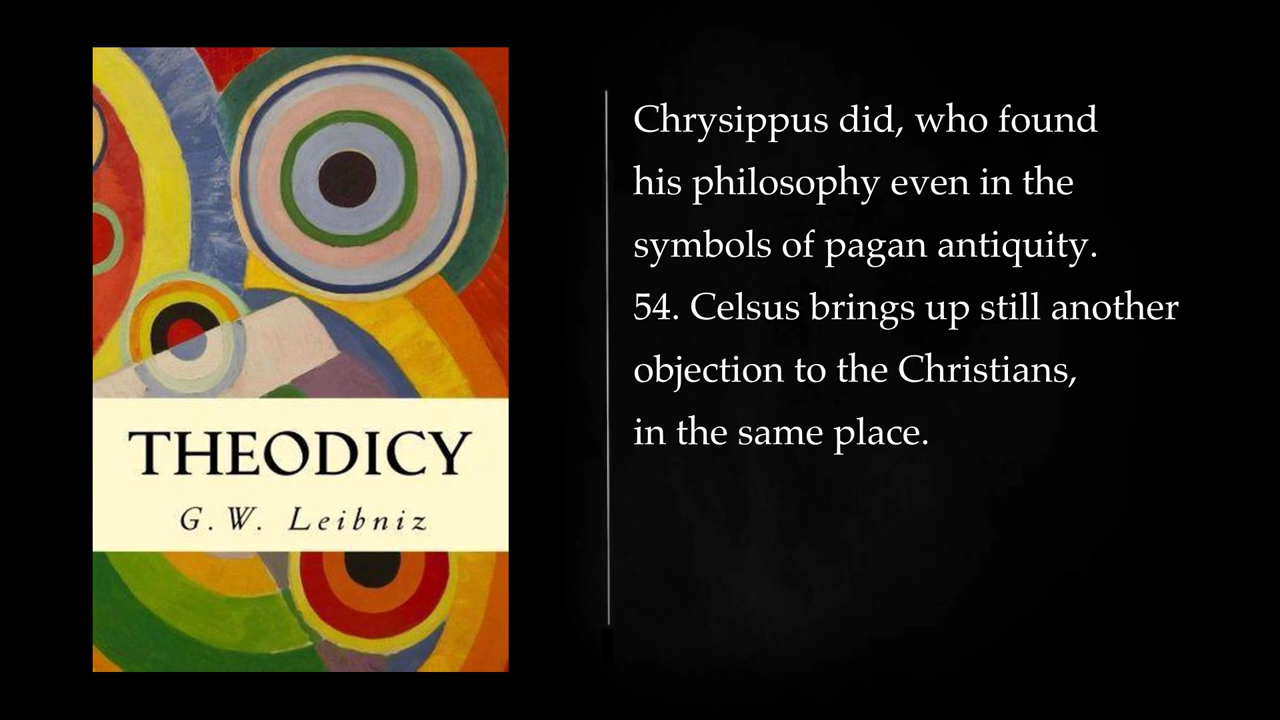 THEODICY
G. W. Leibniz
Chrysippus did, who found
his philosophy even in the
symbols of pagan antiquity.
54. Celsus brings up still another
objection to the Christians,
in the same place.